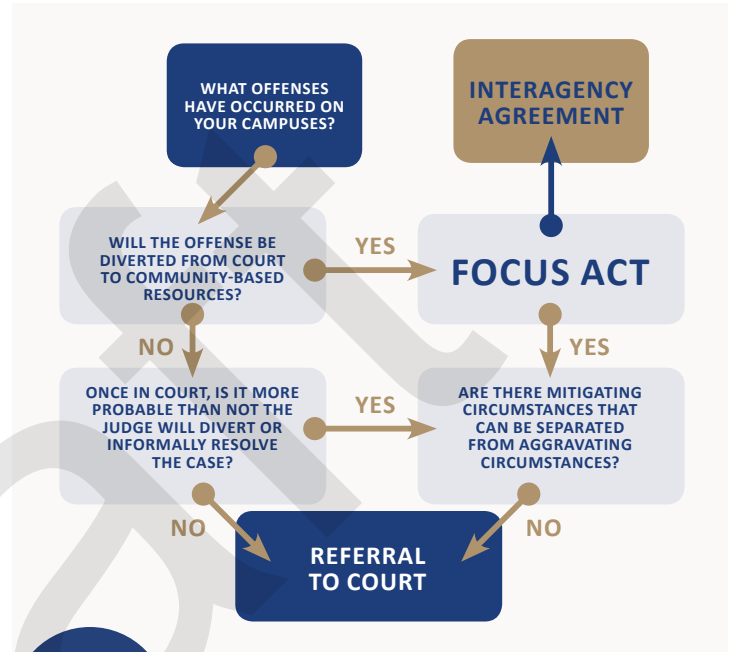 WHAT OFFENSES
HAVE OCCURRED ON
YOUR CAMPUSES?
INTERAGENCY
AGREEMENT
WILL THE OFFENSE BE
DIVERTED FROM COURT
TO COMMUNITY-BASED
RESOURCES?
YES
FOCUS ACT
NO
YES
ONCE IN COURT, IS IT MORE
PROBABLE THAN NOT THE
JUDGE WILL DIVERT OR
INFORMALLY RESOLVE
THE CASE?
YES
ARE THERE MITIGATING
CIRCUMSTANCES THAT
CAN BE SEPARATED
FROM AGGRAVATING
CIRCUMSTANCES?
NO
NO
REFERRAL
TO COURT